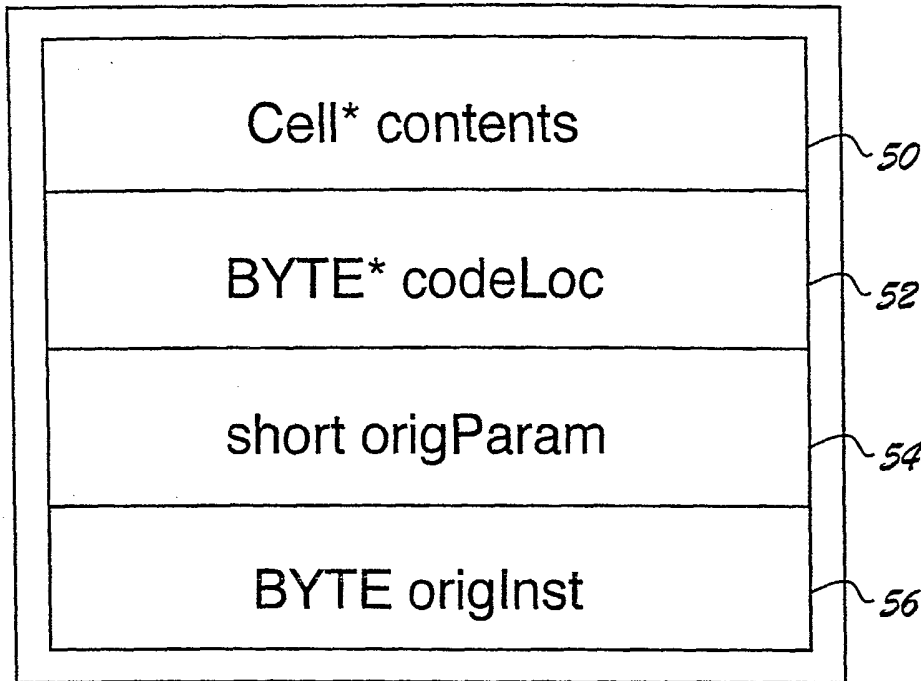 Cell* contents
50
BYTE* codeLoc
52
short origParam
54
BYTE origInst
56